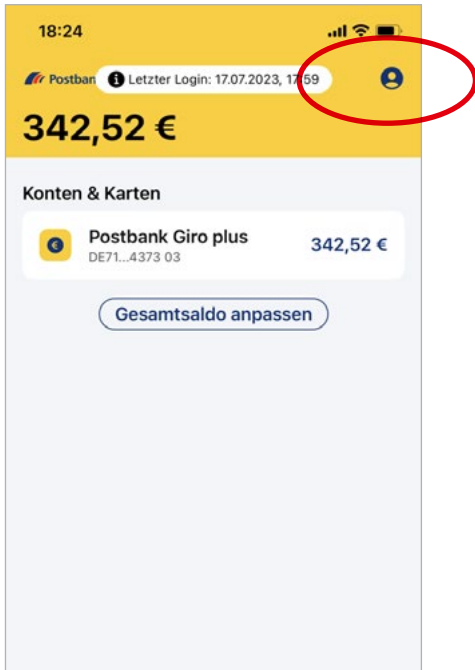 18:24
Postban
Letzter Login: 17.07.2023, 17:59
342,52 €
Konten & Karten
Postbank Giro plus
342,52 €
DE71...4373 03
Gesamtsaldo anpassen